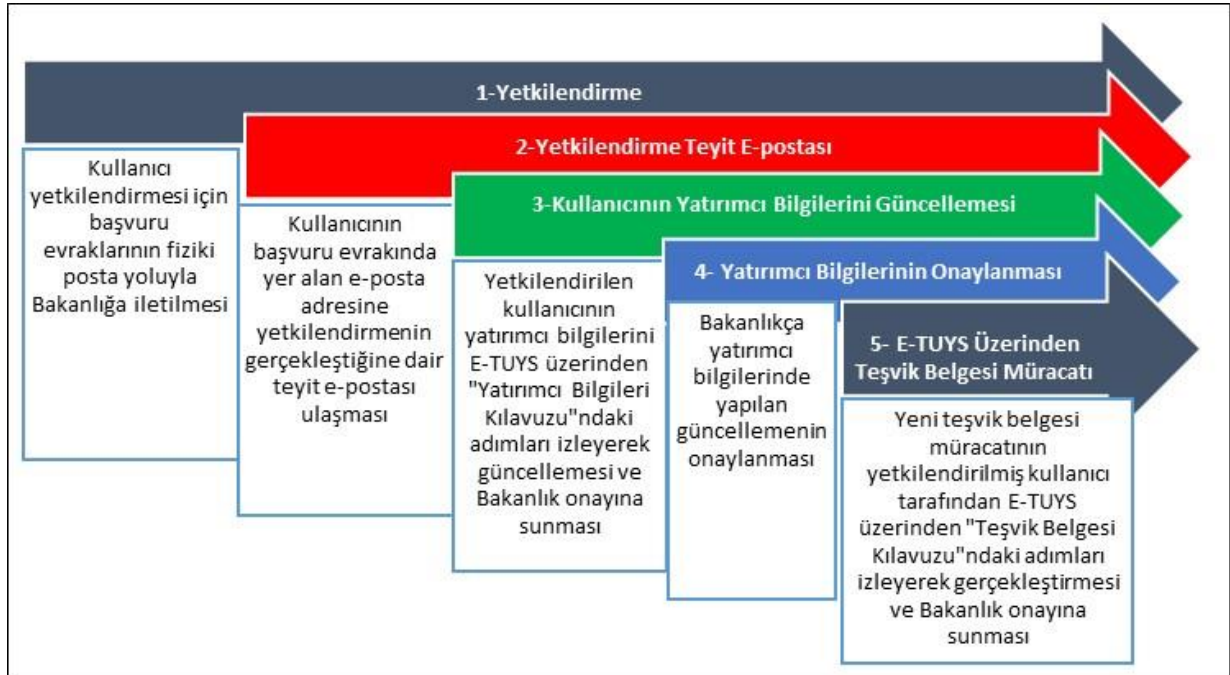 1-Yetkilendirme
Kullanıcı
yetkilendirmesi için
başvuru
evraklarının fiziki
posta yoluyla
Bakanlığa iletilmesi
2-Yetkilendirme Teyit E-postası
Kullanıcının
başvuru evrakında
yer alan e-posta
adresine
yetkilendirmenin
gerçekleştiğine dair
teyit e-postası
ulaşması
3-Kullanıcının Yatırımcı Bilgilerini Güncellemesi
Yetkilendirilen
kullanıcının
yatırımcı bilgilerini
E-TUYS üzerinden
"Yatırımcı Bilgileri
Kılavuzu"ndaki
adımları izleyerek
güncellemesi ve
Bakanlık onayına
sunması
4- Yatırımcı Bilgilerinin Onaylanması
Bakanlıkça
yatırımcı
bilgilerinde
yapılan
güncellemenin
onaylanması
5- E-TUYS Üzerinden
Teşvik Belgesi Müracatı
Yeni teşvik belgesi
müracatının
yetkilendirilmiş kullanıcı
tarafından E-TUYS
üzerinden "Teşvik Belgesi
Kılavuzu"ndaki adımları
izleyerek gerçekleştirmesi
ve Bakanlık onayına
sunması